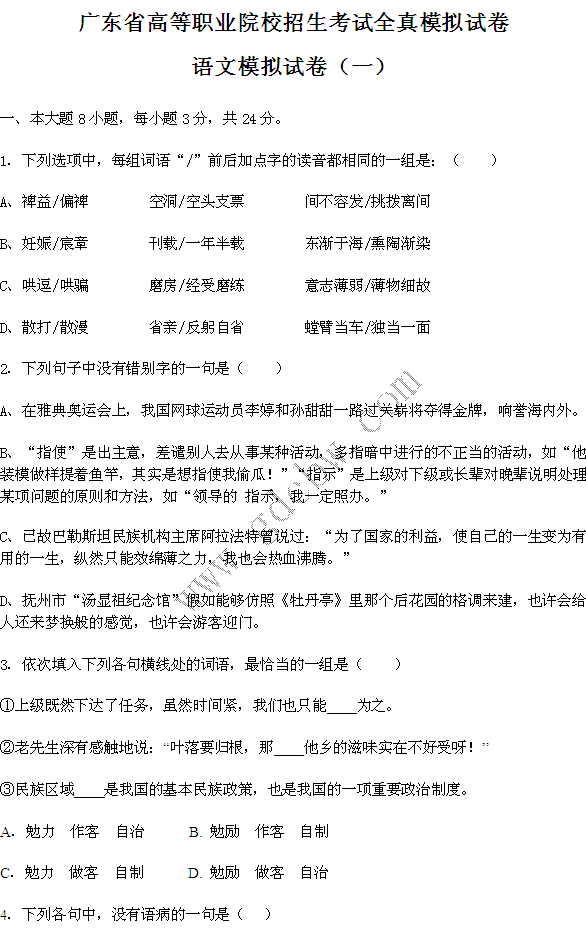 广东省高等职业院校招生考试全真模拟试卷
语文模拟试卷（一）
一、本大题 8 小题，每小题 3 分，共 24 分。
1. 下列选项中，每组词语“/”前后加点字的读音都相同的一组是：（　　）
A、裨益/偏裨　　空洞/空头支票　　间不容发/挑拨离间
B、妊娠/宸章　　刊载/一年半载　　东渐于海/熏陶渐染
C、哄逗/哄骗　　磨房/经受磨练　　意志薄弱/薄物细故
D、散打/散漫　　省亲/反躬自省　　螳臂当车/独当一面
2. 下列句子中没有错别字的一句是（　　）
A、在雅典奥运会上，我国网球运动员李婷和孙甜甜一路过关崭将夺得金牌，响誉海内外。
B、“指使”是出主意，差谴别人去从事某种活动，多指暗中进行的不正当的活动，如“他
装模做样提着鱼竿，其实是想指使我偷瓜！”“指示”是上级对下级或长辈对晚辈说明处理
某项问题的原则和方法，如“领导的 指示，我一定照办。”
C、已故巴勒斯坦民族机构主席阿拉法特曾说过：“为了国家的利益，使自己的一生变为有
用的一生，纵然只能效绵薄之力，我也会热血沸腾。”
D、抚州市“汤显祖纪念馆”假如能够仿照《牡丹亭》里那个后花园的格调来建，也许会给
人还来梦换般的感觉，也许会游客迎门。
3. 依次填入下列各句横线处的词语，最恰当的一组是（　　）
①上级既然下达了任务，虽然时间紧，我们也只能____为之。
②老先生深有感触地说：“叶落要归根，那____他乡的滋味实在不好受呀！”
③民族区域____是我国的基本民族政策，也是我国的一项重要政治制度。
A. 勉力　作客　自治　　B. 勉励　作客　自制
C. 勉力　做客　自制　　D. 勉励　做客　自治
4. 下列各句中，没有语病的一句是（　　）